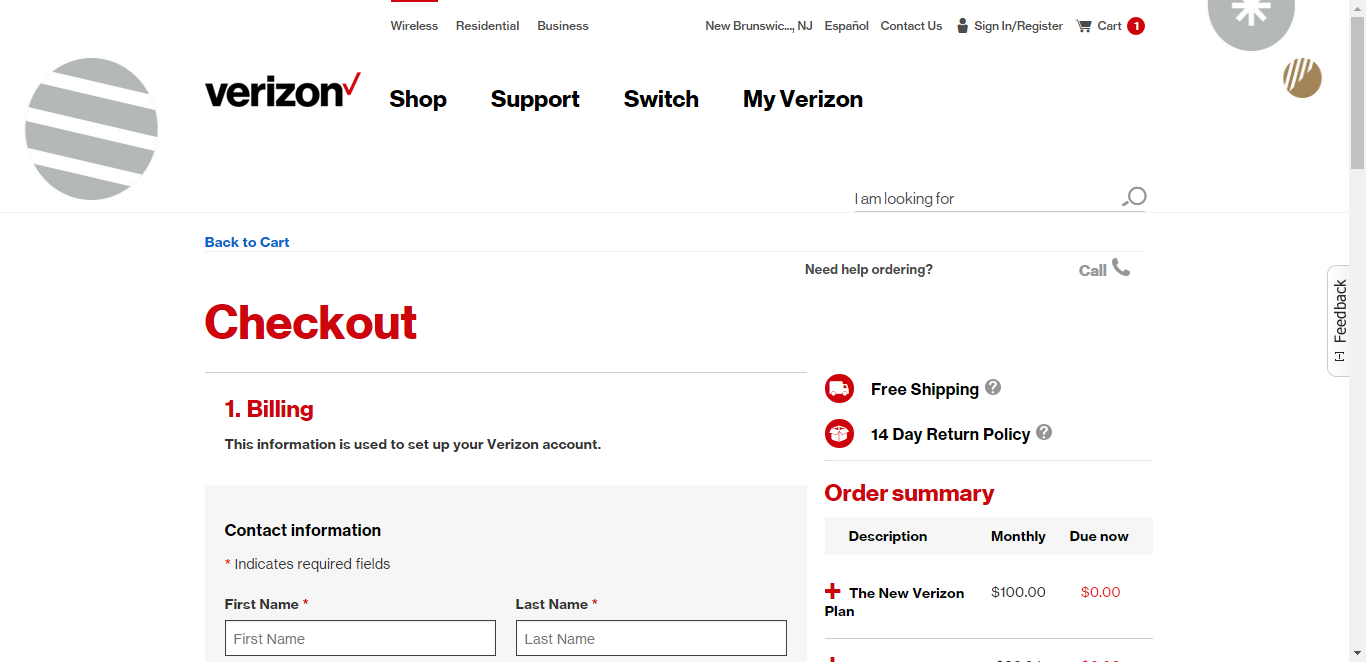 Wireless Residential Business New Brunswic..., NJ Español Contact Us Sign In/Register Cart 1
verizon Shop Support Switch My Verizon
I am looking for
Back to Cart
Need help ordering? Call
Feedback
[-]
Checkout
1. Billing
This information is used to set up your Verizon account.
Contact information
* Indicates required fields
First Name * Last Name *
First Name Last Name
Free Shipping ?
14 Day Return Policy ?
Order summary
Description Monthly Due now
The New Verizon $100.00 $0.00
Plan